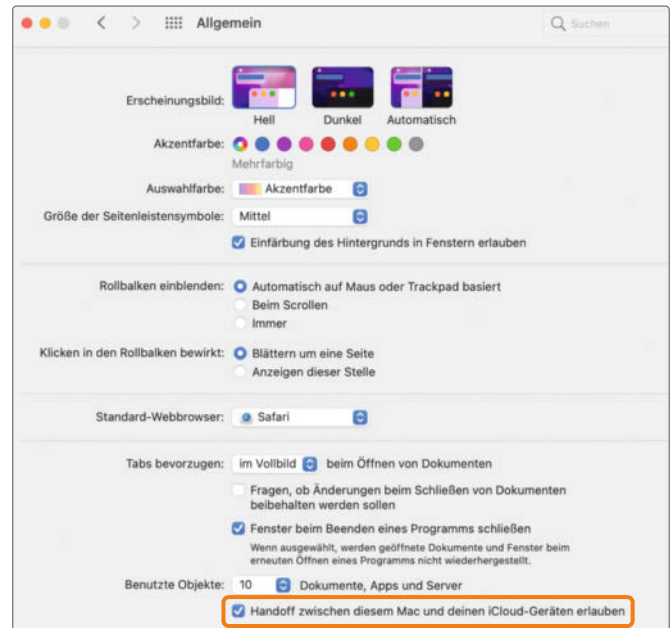 Allgemein
Suchen
Erscheinungsbild:
Hell Dunkel Automatisch
Akzentfarbe:
Mehrfarbig
Auswahlfarbe: Akzentfarbe
Größe der Seitenleistensymbole: Mittel
Einfärbung des Hintergrunds in Fenstern erlauben
Rollbalken einblenden: Automatisch auf Maus oder Trackpad basiert
Beim Scrollen
Immer
Klicken in den Rollbalken bewirkt: Blättern um eine Seite
Anzeigen dieser Stelle
Standard-Webbrowser: Safari
Tabs bevorzugen: im Vollbild beim Öffnen von Dokumenten
Fragen, ob Änderungen beim Schließen von Dokumenten
beibehalten werden sollen
Fenster beim Beenden eines Programms schließen
Wenn ausgewählt, werden geöffnete Dokumente und Fenster beim
erneuten Öffnen eines Programms nicht wiederhergestellt.
Benutzte Objekte: 10 Dokumente, Apps und Server
Handoff zwischen diesem Mac und deinen iCloud-Geräten erlauben